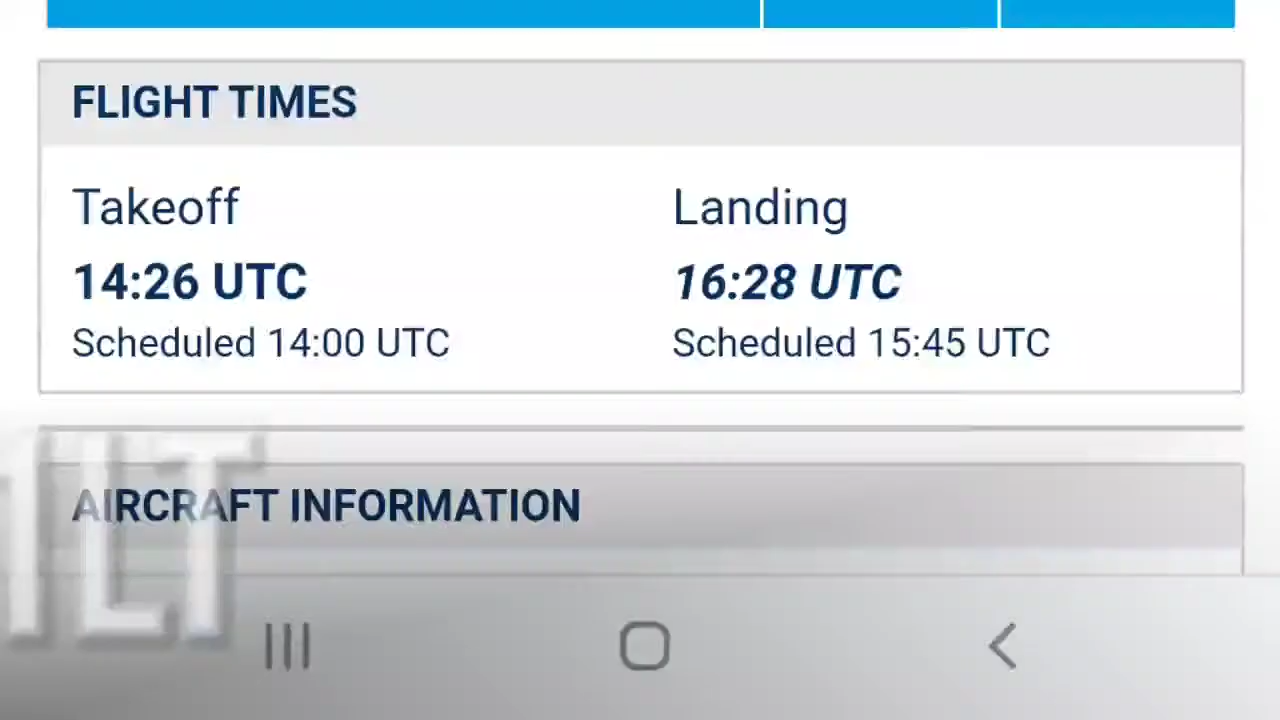 FLIGHT TIMES
Takeoff
Landing
14:26 UTC
16:28 UTC
Scheduled 14:00 UTC
Scheduled 15:45 UTC
1LT
AIRCRAFT INFORMATION